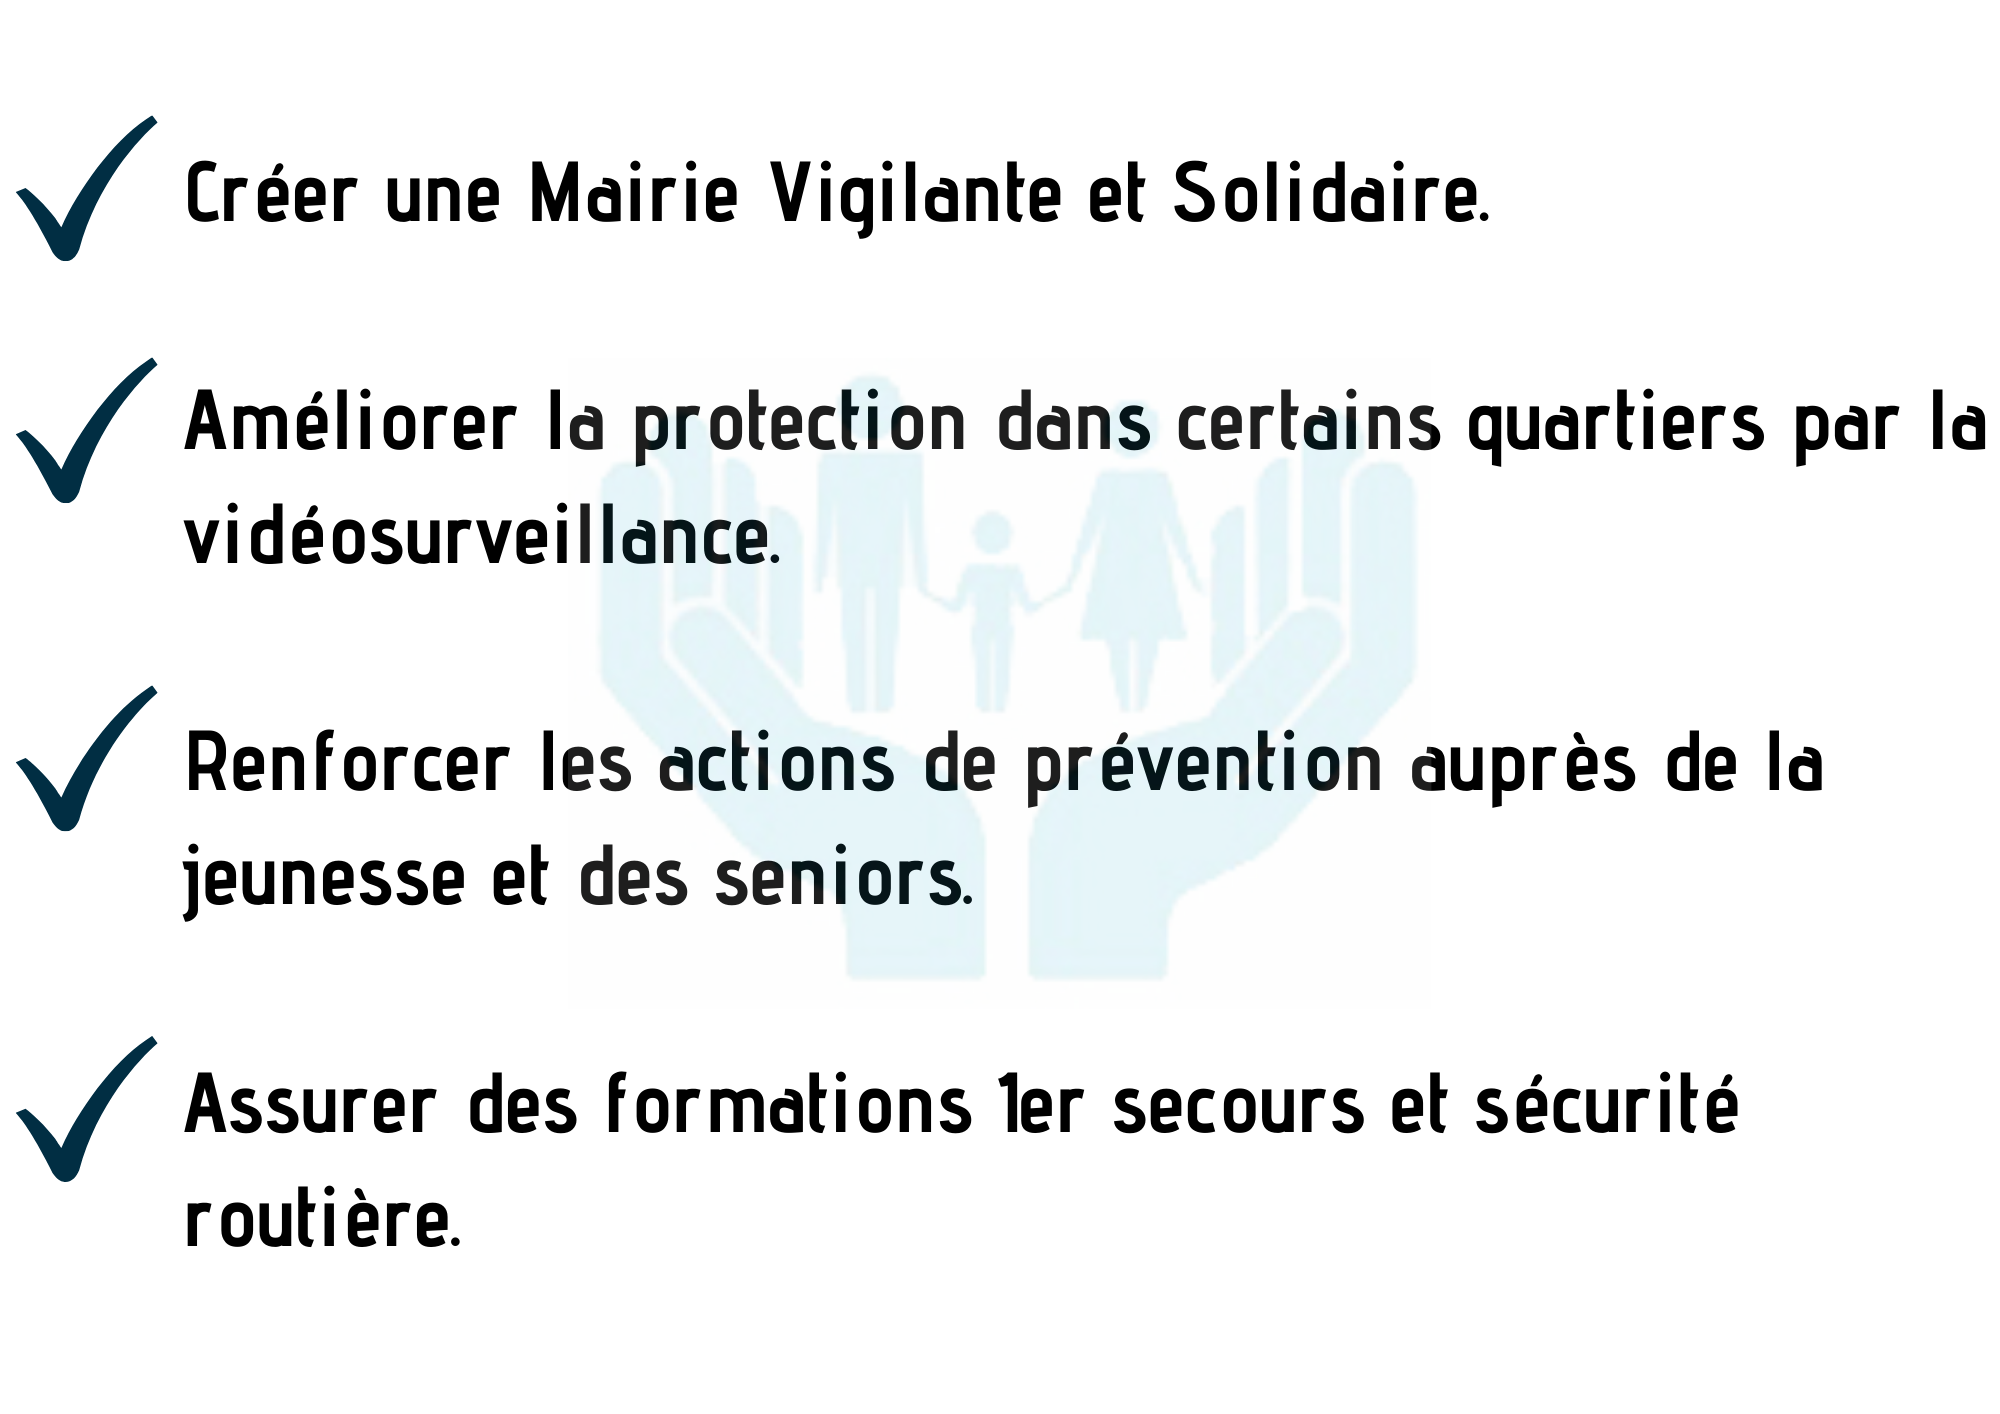 Créer une Mairie Vigilante et Solidaire.
Améliorer la protection dans certains quartiers par la
vidéosurveillance.
Renforcer les actions de prévention auprès de la
jeunesse et des seniors.
Assurer des formations 1er secours et sécurité
routière.